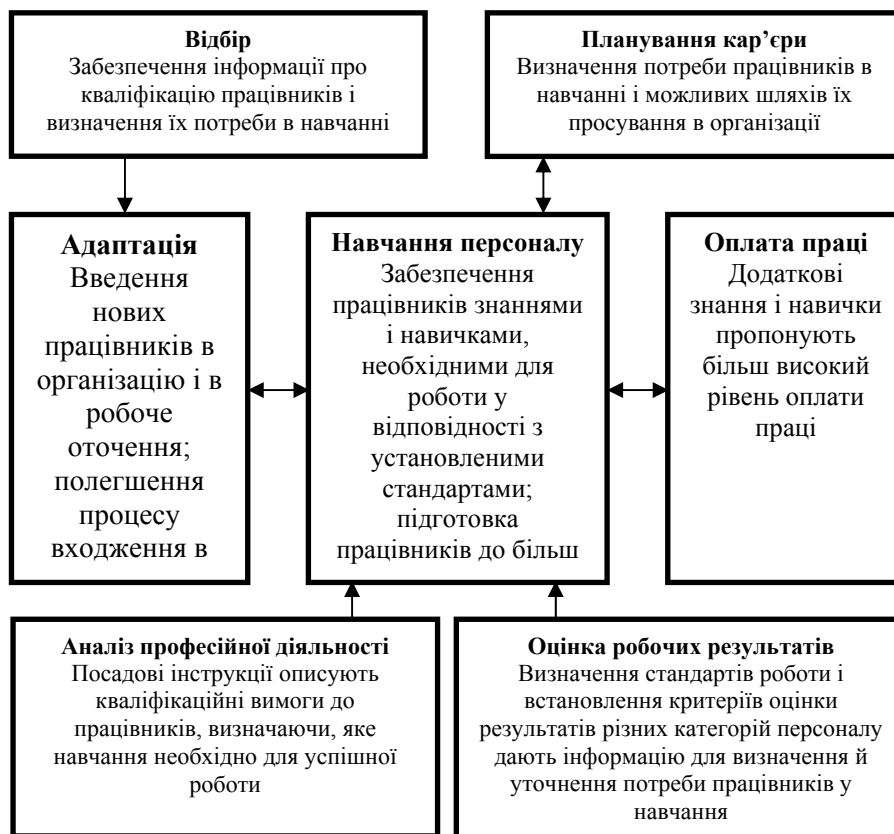 Відбір
Забезпечення інформації про
кваліфікацію працівників і
визначення їх потреби в навчанні
Планування кар’єри
Визначення потреби працівників в
навчанні і можливих шляхів їх
просування в організації
Адаптація
Введення
нових
працівників в
організацію і в
робоче
оточення;
полегшення
процесу
входження в
Навчання персоналу
Забезпечення
працівників знаннями
і навичками,
необхідними для
роботи у
відповідності з
установленими
стандартами;
підготовка
працівників до більш
Оплата праці
Додаткові
знання і навички
пропонують
більш високий
рівень оплати
праці
Аналіз професійної діяльності
Посадові інструкції описують
кваліфікаційні вимоги до
працівників, визначаючи, яке
навчання необхідно для успішної
роботи
Оцінка робочих результатів
Визначення стандартів роботи і
встановлення критеріїв оцінки
результатів різних категорій персоналу
дають інформацію для визначення й
уточнення потреби працівників у
навчання